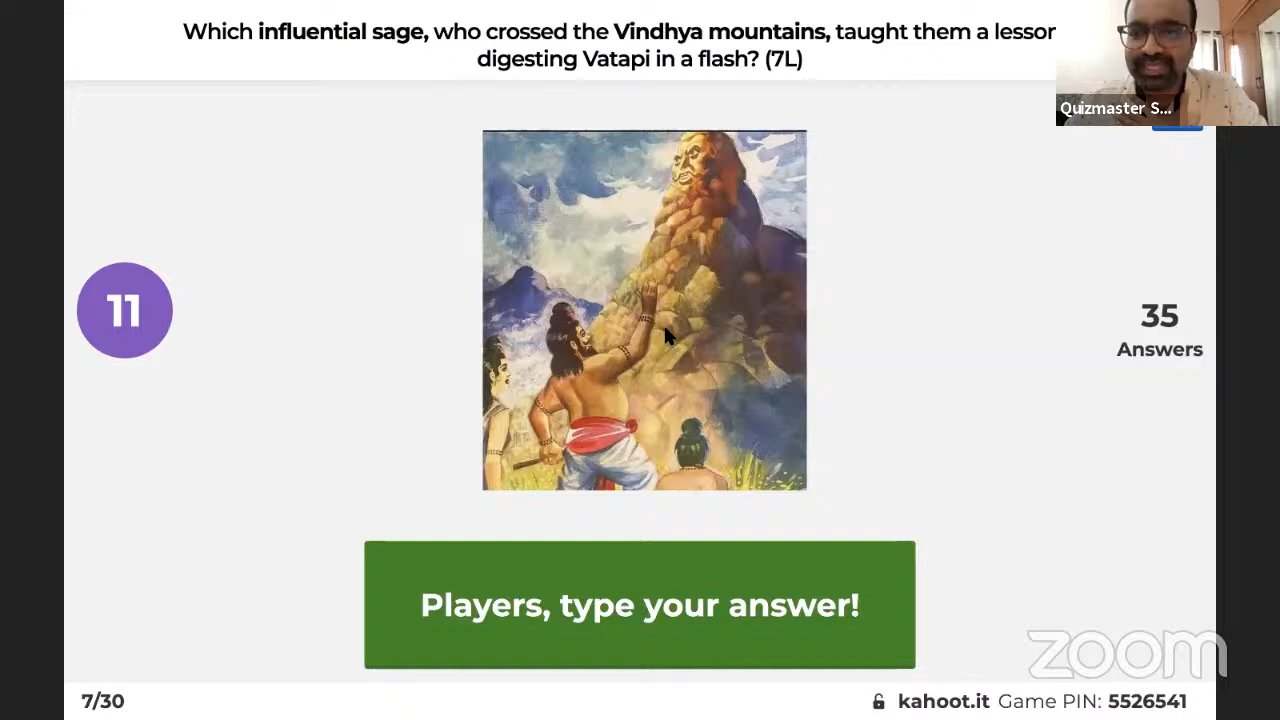 Which influential sage, who crossed the Vindhya mountains, taught them a lesson
digesting Vatapi in a flash? (7L)
Quizmaster S...
11
35
Answers
Players, type your answer!
zoom
7/30
kahoot.it Game PIN: 5526541